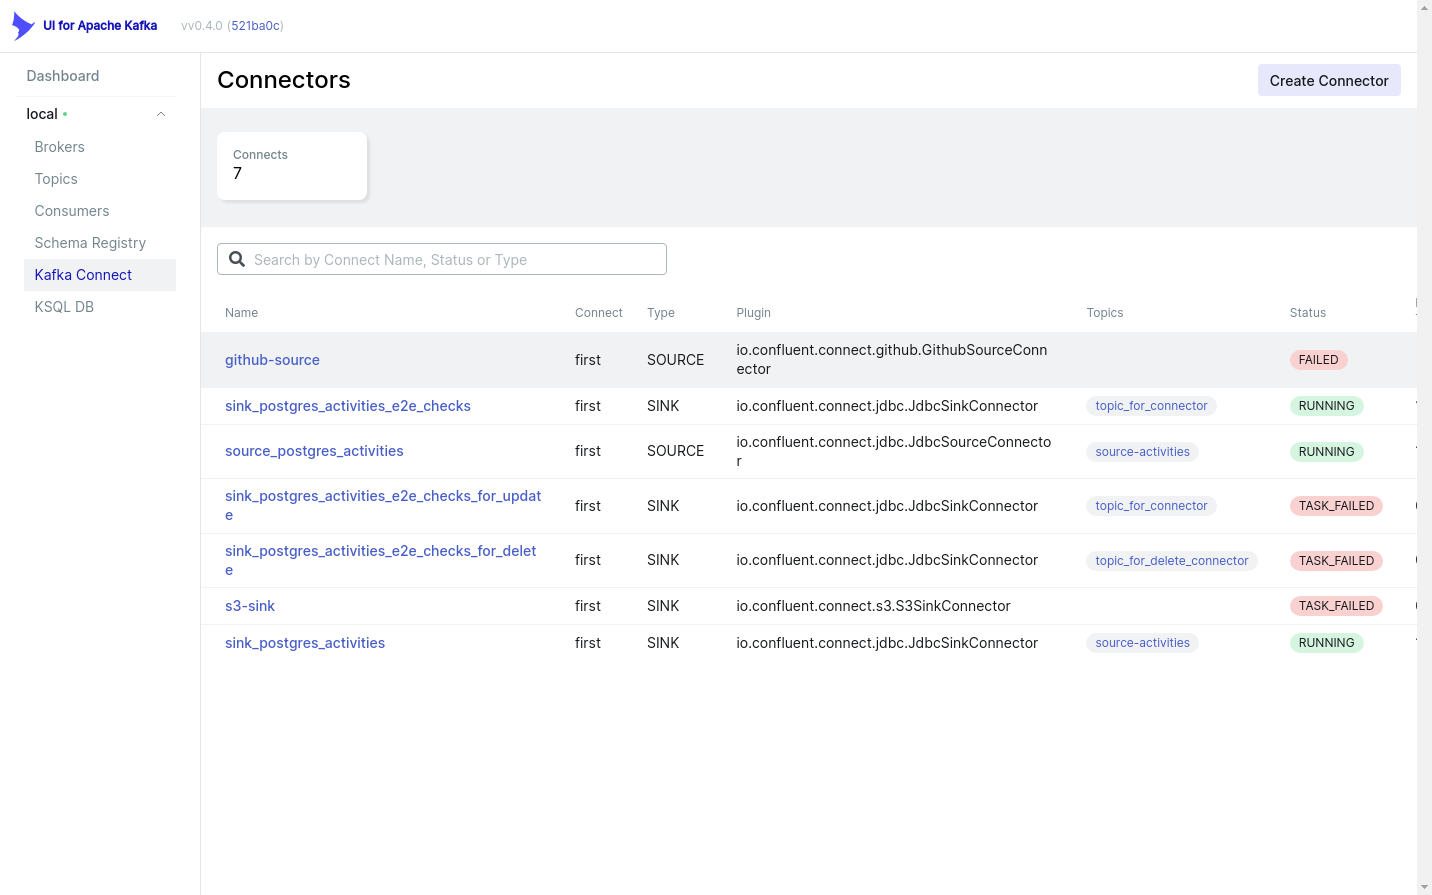 UI for Apache Kafka vv0.4.0 (521ba0c)
Dashboard
local
Brokers
Topics
Consumers
Schema Registry
Kafka Connect
KSQL DB
Connectors
Create Connector
Connects
7
Search by Connect Name, Status or Type
Name Connect Type Plugin Topics Status
github-source first SOURCE io.confluent.connect.github.GithubSourceConn
ector FAILED
sink_postgres_activities_e2e_checks first SINK io.confluent.connect.jdbc.JdbcSinkConnector topic_for_connector RUNNING
source_postgres_activities first SOURCE io.confluent.connect.jdbc.JdbcSourceConnecto
r source-activities RUNNING
sink_postgres_activities_e2e_checks_for_updat
e first SINK io.confluent.connect.jdbc.JdbcSinkConnector topic_for_connector TASK_FAILED
sink_postgres_activities_e2e_checks_for_delet
e first SINK io.confluent.connect.jdbc.JdbcSinkConnector topic_for_delete_connector TASK_FAILED
s3-sink first SINK io.confluent.connect.s3.S3SinkConnector TASK_FAILED
sink_postgres_activities first SINK io.confluent.connect.jdbc.JdbcSinkConnector source-activities RUNNING